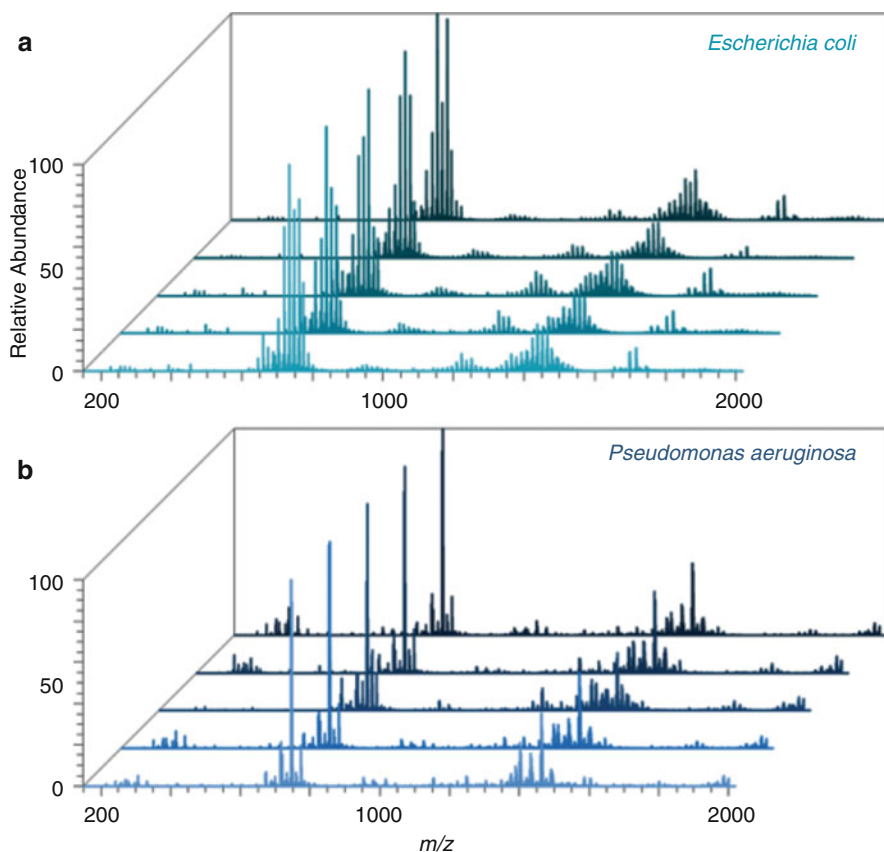 a
Escherichia coli
Relative Abundance
100
50
0
200 1000 2000
b
Pseudomonas aeruginosa
100
50
0
200 1000 2000
m/z